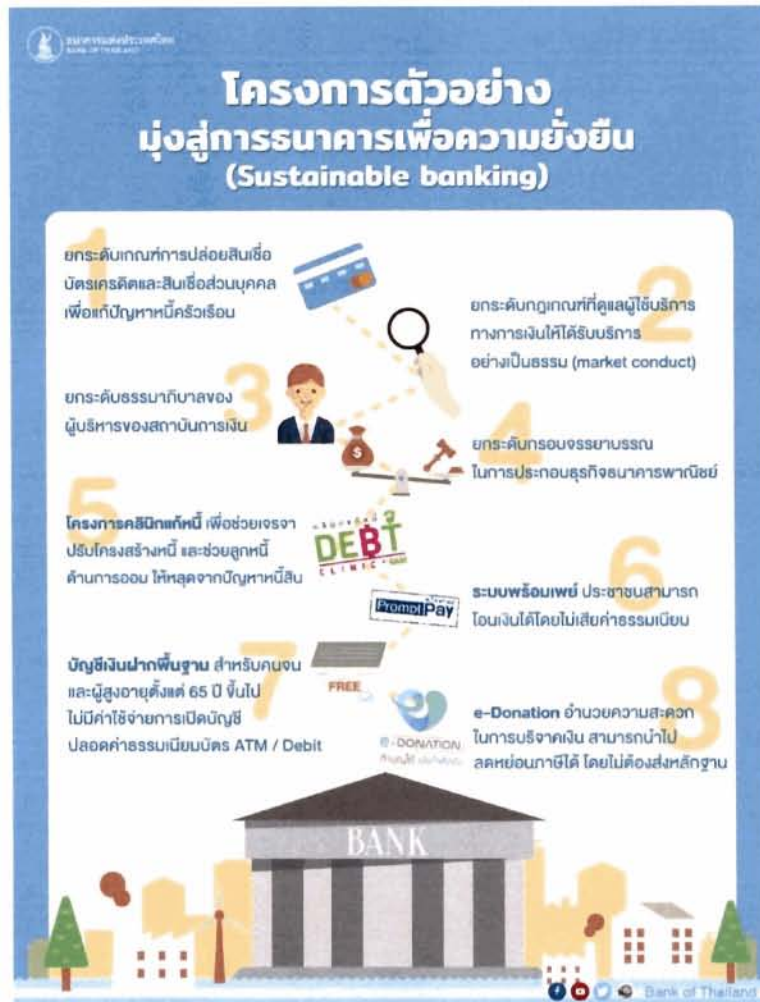 ธนาคารแห่งประเทศไทย
BANK OF THAILAND
โครงการตัวอย่าง
มุ่งสู่การธนาคารเพื่อความยั่งยืน
(Sustainable banking)
1
ยกระดับเกณฑ์การปล่อยสินเชื่อ
บัตรเครดิตและสินเชื่อส่วนบุคคล
เพื่อแก้ปัญหาหนี้ครัวเรือน
2
ยกระดับกฎเกณฑ์ที่ดูแลผู้ใช้บริการ
ทางการเงินให้ได้รับบริการ
อย่างเป็นธรรม (market conduct)
3
ยกระดับธรรมาภิบาลของ
ผู้บริหารของสถาบันการเงิน
$
4
ยกระดับกรอบจรรยาบรรณ
ในการประกอบธุรกิจธนาคารพาณิชย์
5
โครงการคลินิกแก้หนี้ เพื่อช่วยเจรจา
ปรับโครงสร้างหนี้ และช่วยลูกหนี้
ด้านการออม ให้หลุดจากปัญหาหนี้สิน
DEBT
CLINIC
6
PromptPay
ระบบพร้อมเพย์ ประชาชนสามารถ
โอนเงินได้โดยไม่เสียค่าธรรมเนียม
7
บัญชีเงินฝากพื้นฐาน สำหรับคนจน
และผู้สูงอายุตั้งแต่ 65 ปี ขึ้นไป
ไม่มีค่าใช้จ่ายการเปิดบัญชี
ปลอดค่าธรรมเนียมบัตร ATM / Debit
FREE
8
e-DONATION
e-Donation อำนวยความสะดวก
ในการบริจาคเงิน สามารถนำไป
ลดหย่อนภาษีได้ โดยไม่ต้องส่งหลักฐาน
BANK
Bank of Thailand